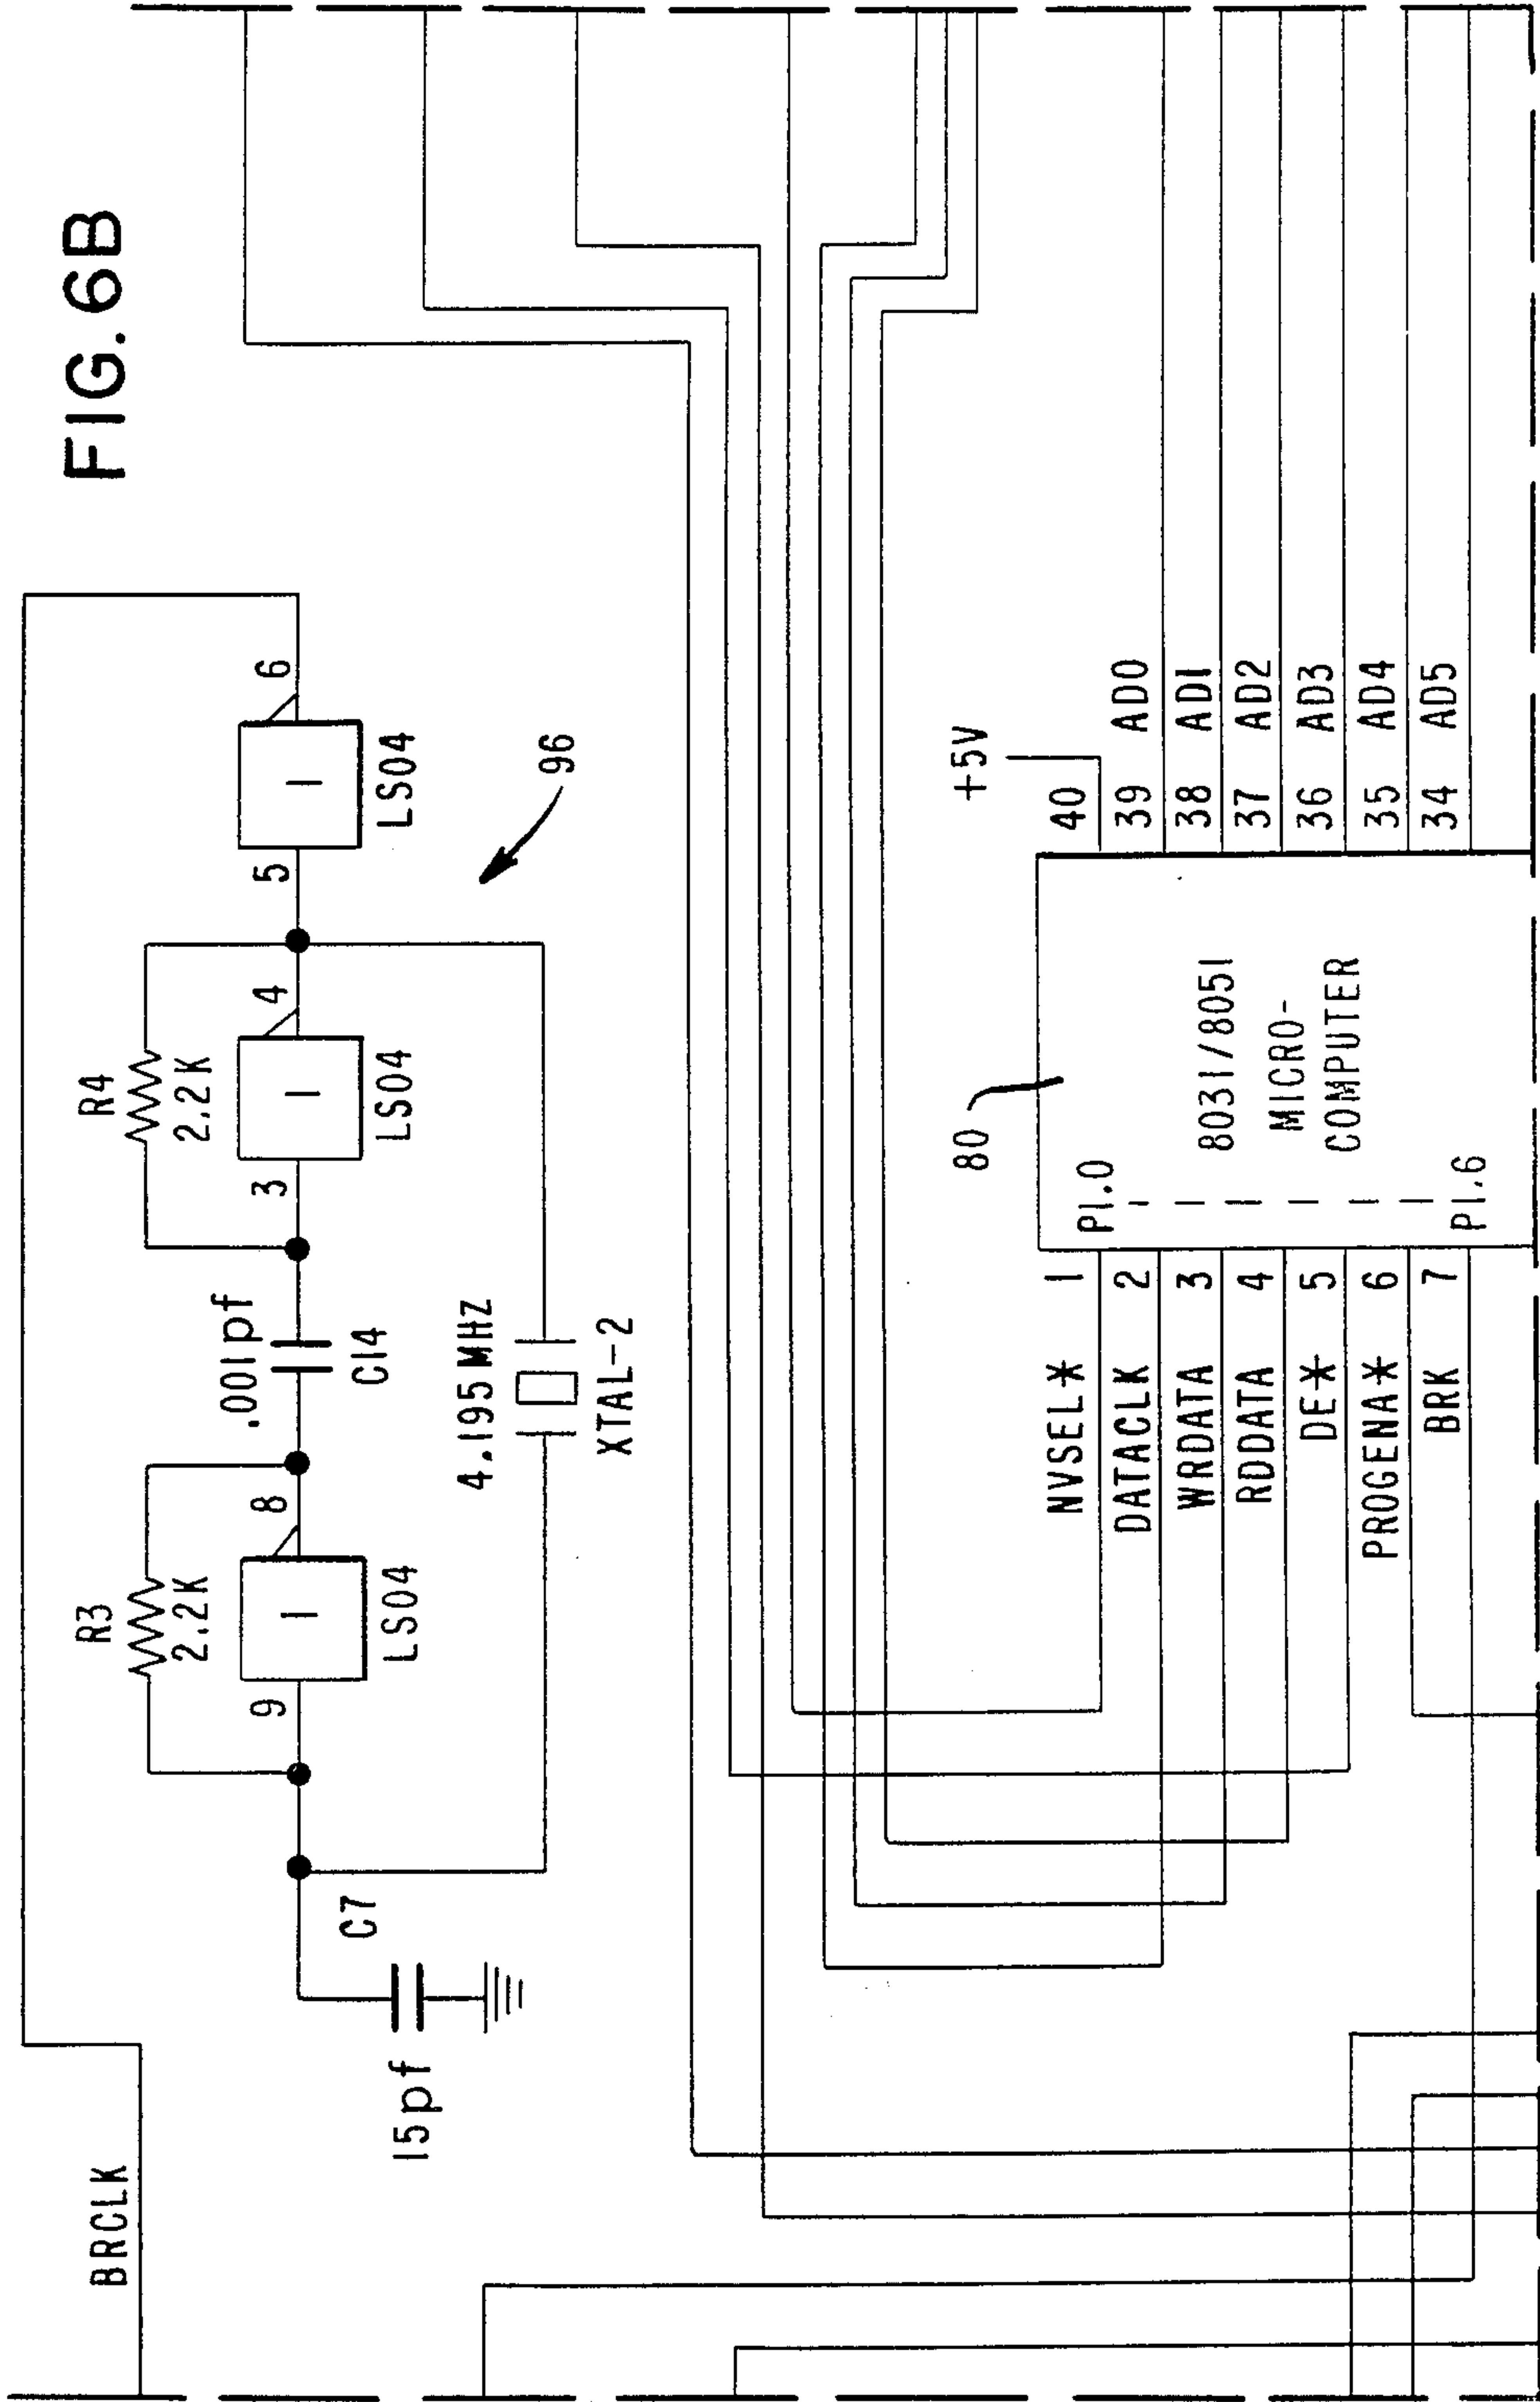 FIG. 6B
BRCLK
R3
2.2K
9
8
1
LS04
.001pf
C14
R4
2.2K
3
4
1
LS04
5
6
1
LS04
C7
15pf
4.195MHZ
XTAL-2
96
80
+5V
NVSEL* 1
DATACLK 2
WRDATA 3
RDDATA 4
DE* 5
PROGENA* 6
BRK 7
P1.0
P1.6
8031/8051
MICRO-
COMPUTER
40
39 AD0
38 AD1
37 AD2
36 AD3
35 AD4
34 AD5